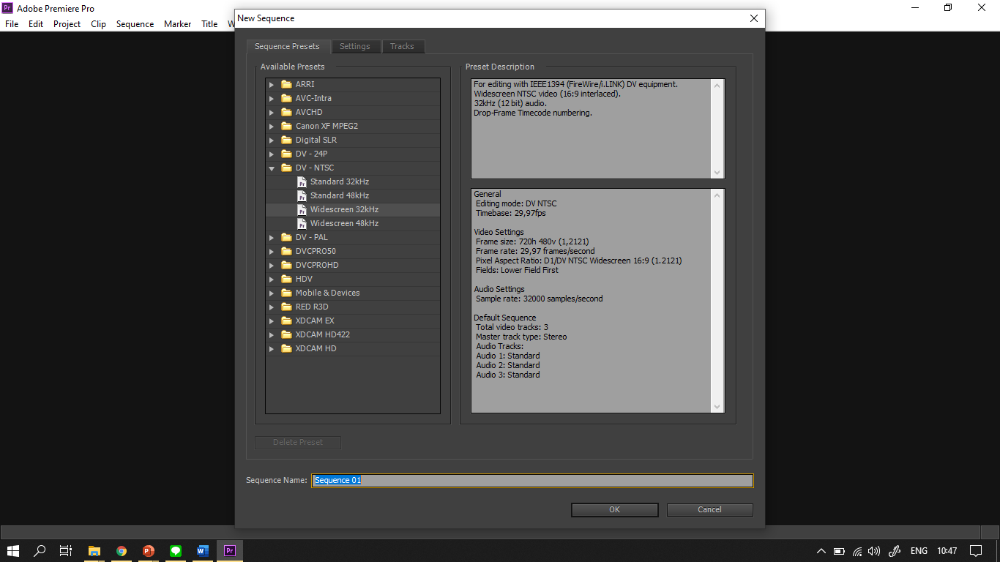 Pr Adobe Premiere Pro
File Edit Project Clip Sequence Marker Title W
New Sequence
Sequence Presets Settings Tracks
Available Presets
ARRI
AVC-Intra
AVCHD
Canon XF MPEG2
Digital SLR
DV - 24P
DV - NTSC
Standard 32kHz
Standard 48kHz
Widescreen 32kHz
Widescreen 48kHz
DV - PAL
DVCPRO50
DVCPROHD
HDV
Mobile & Devices
RED R3D
XDCAM EX
XDCAM HD422
XDCAM HD
Delete Preset
Preset Description
For editing with IEEE1394 (FireWire/i.LINK) DV equipment.
Widescreen NTSC video (16:9 interlaced).
32kHz (12 bit) audio.
Drop-Frame Timecode numbering.
General
Editing mode: DV NTSC
Timebase: 29,97fps
Video Settings
Frame size: 720h 480v (1,2121)
Frame rate: 29,97 frames/second
Pixel Aspect Ratio: D1/DV NTSC Widescreen 16:9 (1.2121)
Fields: Lower Field First
Audio Settings
Sample rate: 32000 samples/second
Default Sequence
Total video tracks: 3
Master track type: Stereo
Audio Tracks:
Audio 1: Standard
Audio 2: Standard
Audio 3: Standard
Sequence Name: Sequence 01
OK Cancel
ENG 10:47